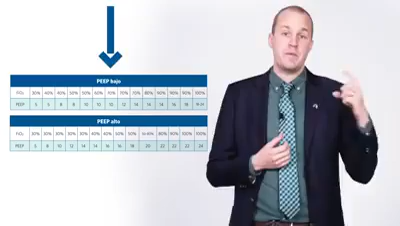 PEEP bajo
FiO₂ 30% 40% 40% 50% 50% 60% 70% 70% 70% 80% 90% 90% 90% 100%
PEEP 5 5 8 8 10 10 10 12 14 14 14 16 18 18-24
PEEP alto
FiO₂ 30% 30% 30% 30% 30% 40% 40% 50% 50% 50-80% 80% 90% 100% 100%
PEEP 5 8 10 12 14 14 16 16 18 20 22 22 22 24